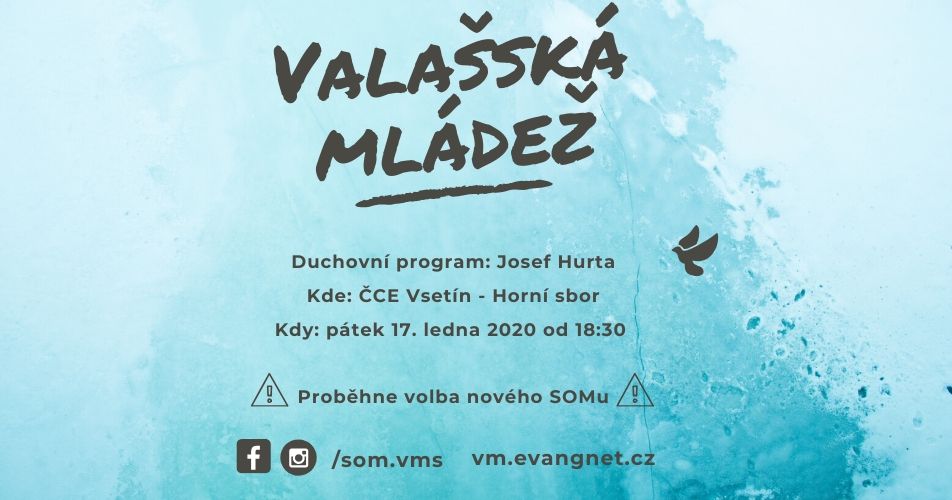 Valašská
mládež
Duchovní program: Josef Hurta
Kde: ČCE Vsetín - Horní sbor
Kdy: pátek 17. ledna 2020 od 18:30
Proběhne volba nového SOMu
/som.vms vm.evangnet.cz